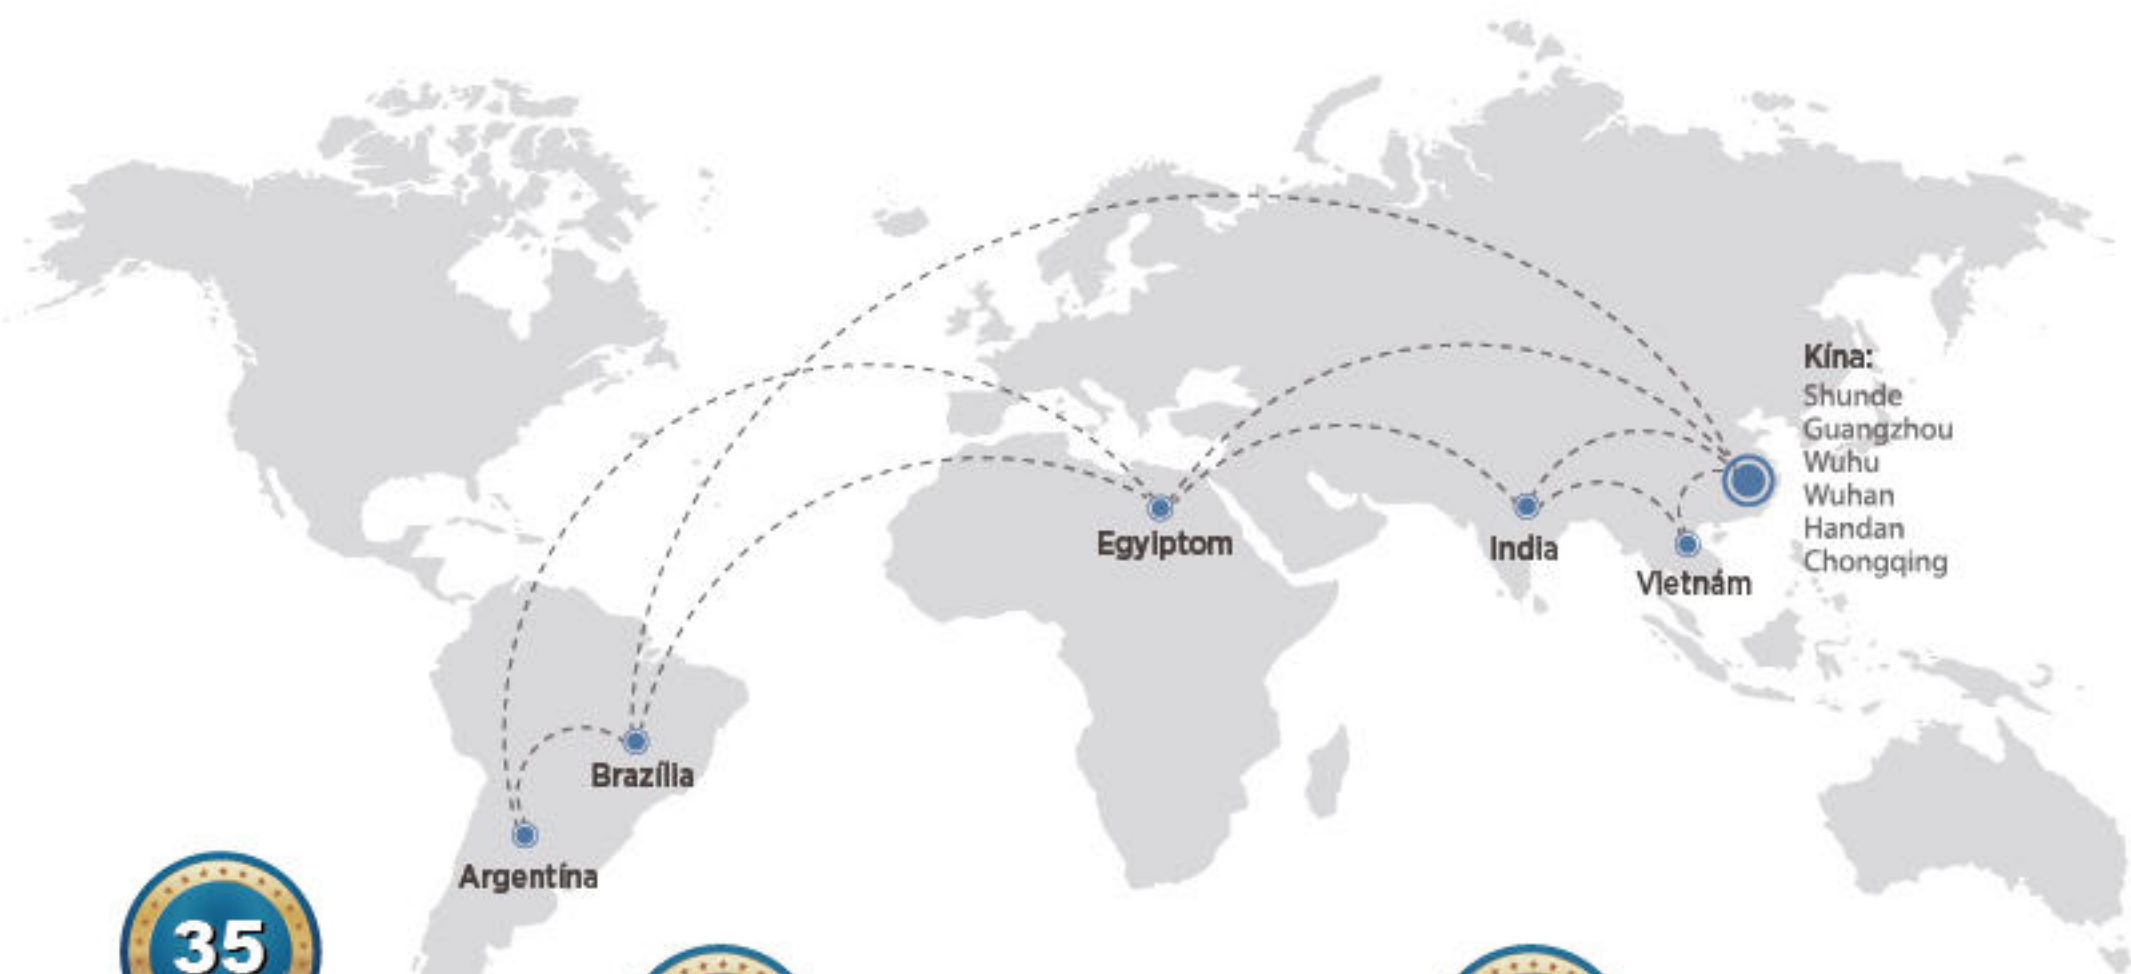 Kína:
Shunde
Guangzhou
Wuhu
Wuhan
Handan
Chongqing
Egyiptom
India
Vietnám
Brazília
Argentína
35